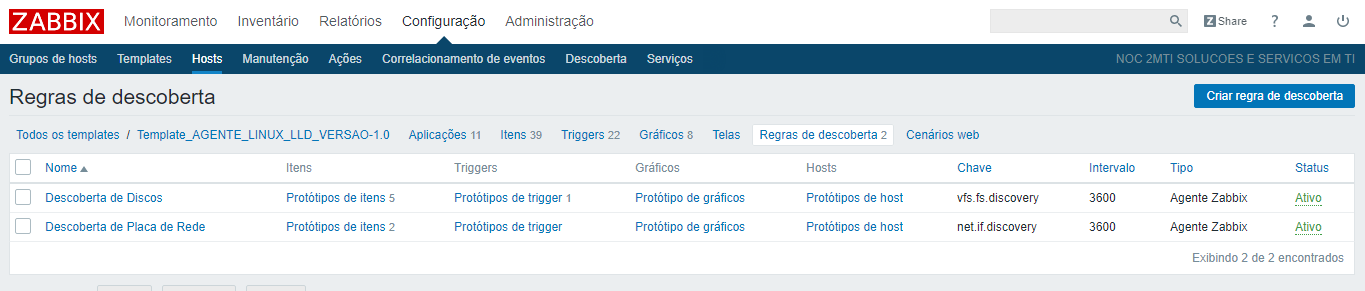 ZABBIX Monitoramento Inventário Relatórios Configuração Administração Z Share ?
Grupos de hosts Templates Hosts Manutenção Ações Correlacionamento de eventos Descoberta Serviços NOC 2MTI SOLUCOES E SERVICOS EM TI
Regras de descoberta Criar regra de descoberta
Todos os templates / Template_AGENTE_LINUX_LLD_VERSAO-1.0 Aplicações 11 Itens 39 Triggers 22 Gráficos 8 Telas Regras de descoberta 2 Cenários web
Nome Itens Triggers Gráficos Hosts Chave Intervalo Tipo Status
Descoberta de Discos Protótipos de itens 5 Protótipos de trigger 1 Protótipo de gráficos Protótipos de host vfs.fs.discovery 3600 Agente Zabbix Ativo
Descoberta de Placa de Rede Protótipos de itens 2 Protótipos de trigger Protótipo de gráficos Protótipos de host net.if.discovery 3600 Agente Zabbix Ativo
Exibindo 2 de 2 encontrados